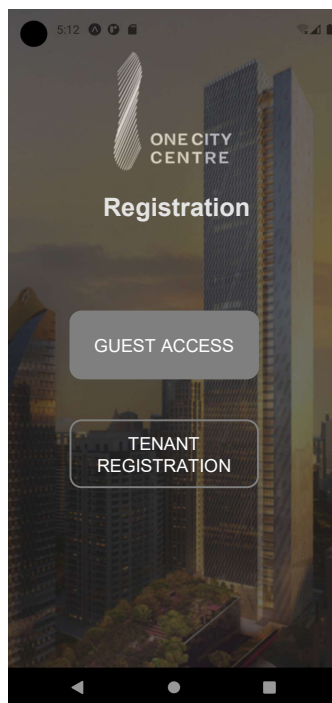 5:12
ONE CITY
CENTRE
Registration
GUEST ACCESS
TENANT
REGISTRATION